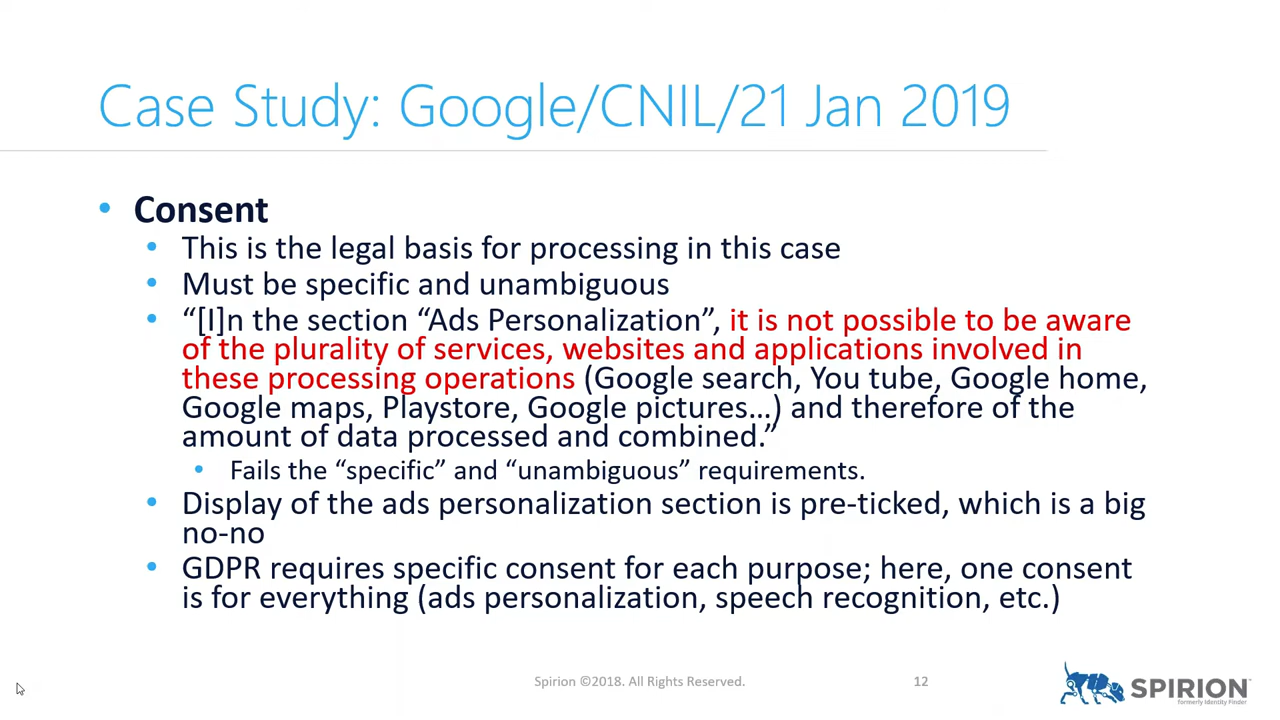 Case Study: Google/CNIL/21 Jan 2019
• Consent
• This is the legal basis for processing in this case
• Must be specific and unambiguous
• “[I]n the section “Ads Personalization”, it is not possible to be aware
of the plurality of services, websites and applications involved in
these processing operations (Google search, You tube, Google home,
Google maps, Playstore, Google pictures…) and therefore of the
amount of data processed and combined.”
• Fails the “specific” and “unambiguous” requirements.
• Display of the ads personalization section is pre-ticked, which is a big
no-no
• GDPR requires specific consent for each purpose; here, one consent
is for everything (ads personalization, speech recognition, etc.)
Spirion ©2018. All Rights Reserved.
12
SPIRION
formerly Identity Finder